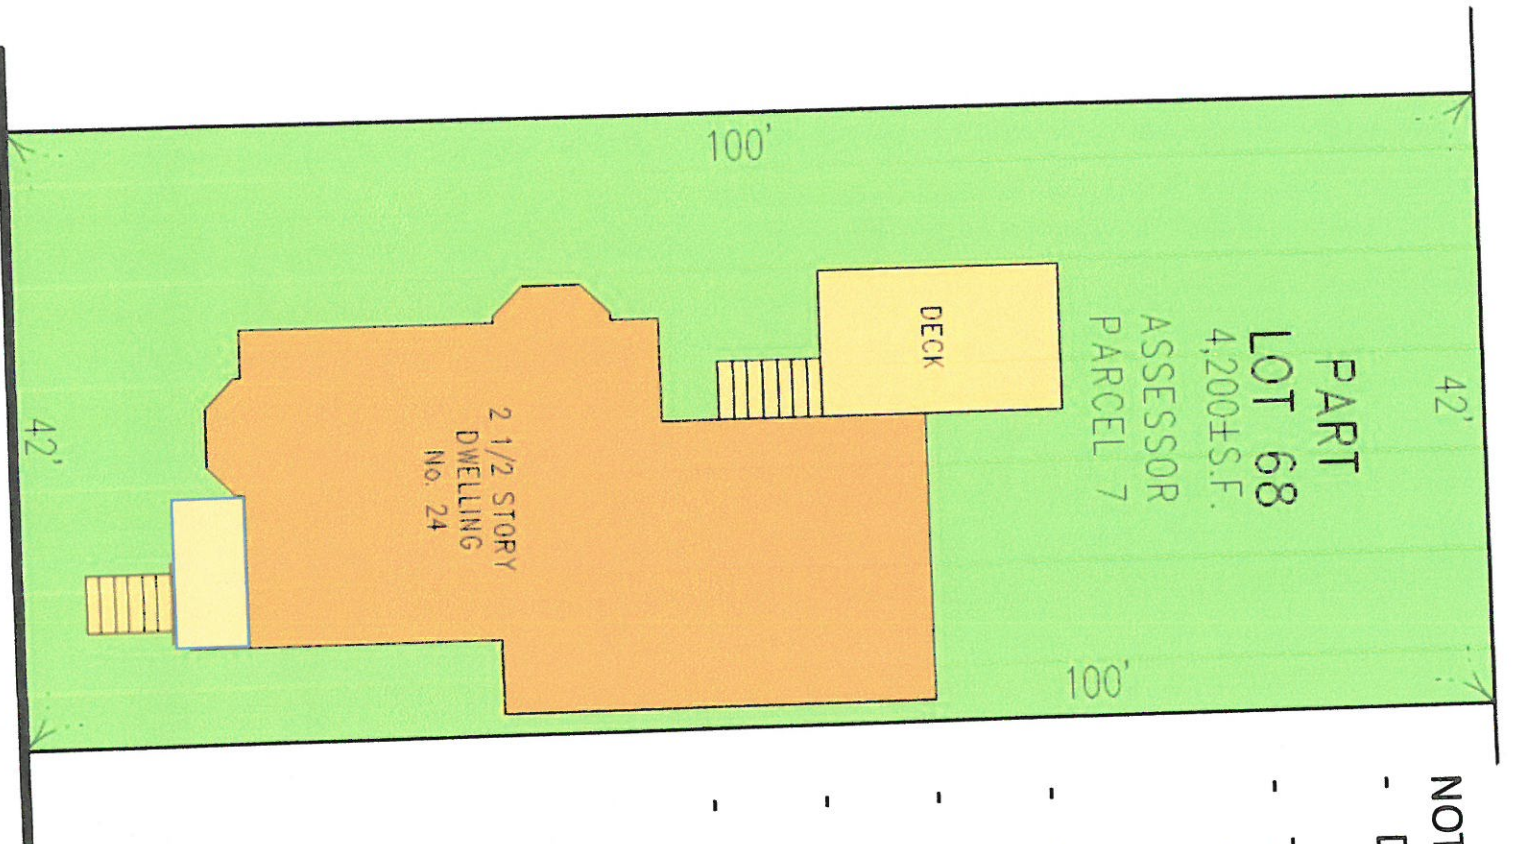 PART
LOT 68
4,200±S.F.
ASSESSOR
PARCEL 7
42'
100'
100'
42'
DECK
2 1/2 STORY
DWELLING
No. 24
NOT
-
-
-
-
-
-